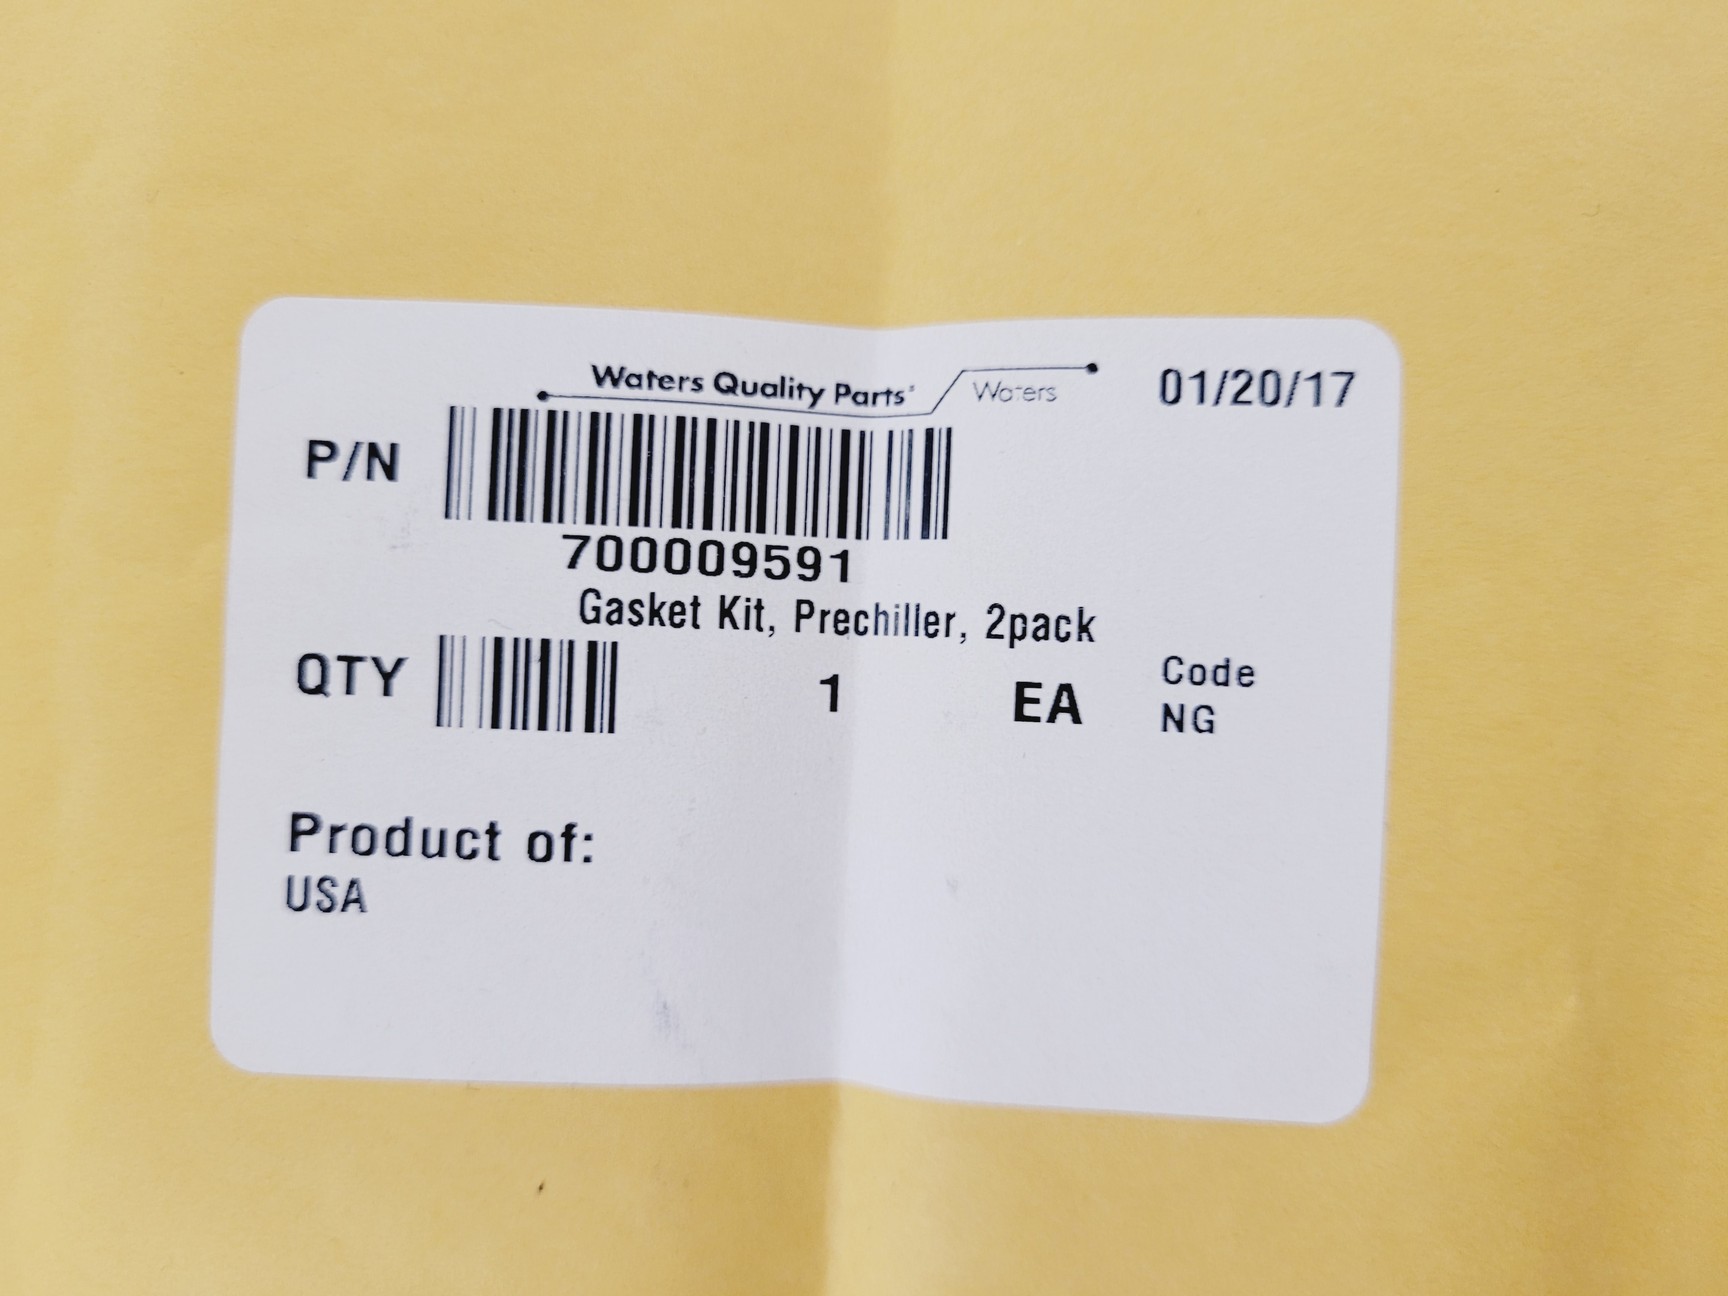 Waters Quality Parts
Waters
01/20/17
P/N
700009591
Gasket Kit, Prechiller, 2pack
QTY 1 EA
Code
NG
Product of:
USA